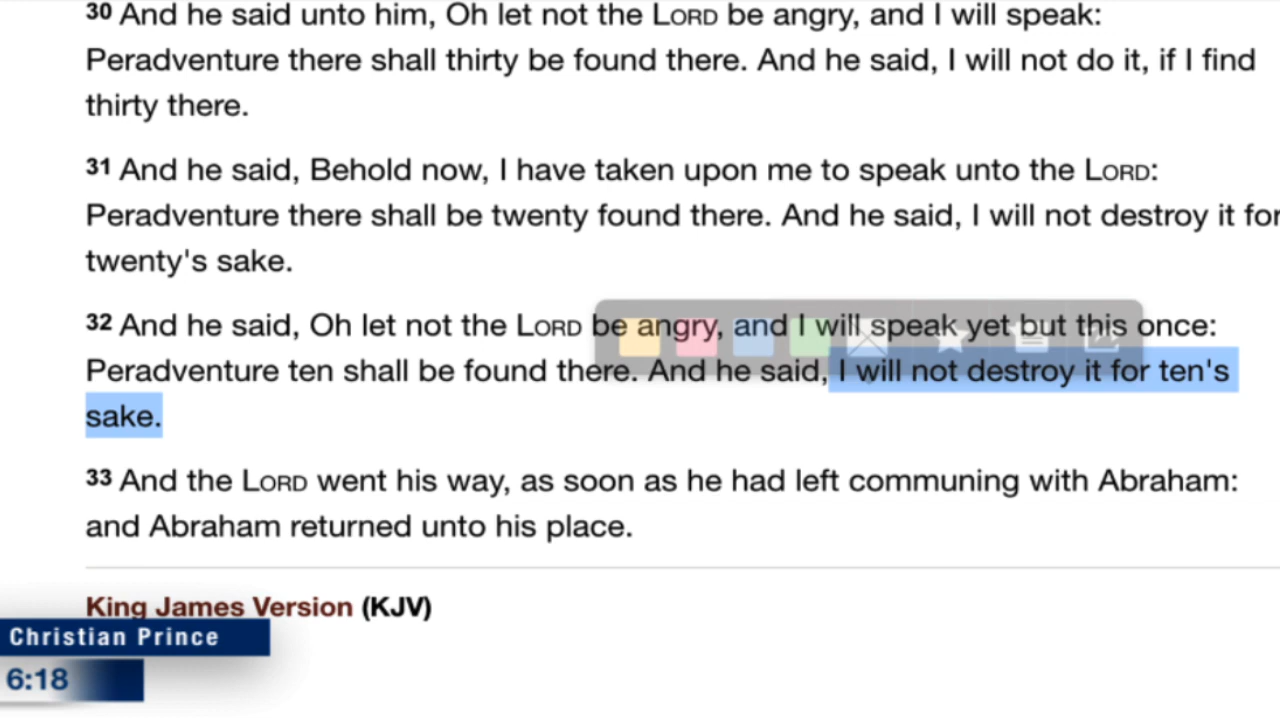 30 And he said unto him, Oh let not the LORD be angry, and I will speak:
Peradventure there shall thirty be found there. And he said, I will not do it, if I find
thirty there.
31 And he said, Behold now, I have taken upon me to speak unto the LORD:
Peradventure there shall be twenty found there. And he said, I will not destroy it for
twenty's sake.
32 And he said, Oh let not the LORD be angry, and I will speak yet but this once:
Peradventure ten shall be found there. And he said, I will not destroy it for ten's
sake.
33 And the LORD went his way, as soon as he had left communing with Abraham:
and Abraham returned unto his place.
King James Version (KJV)
Christian Prince
6:18